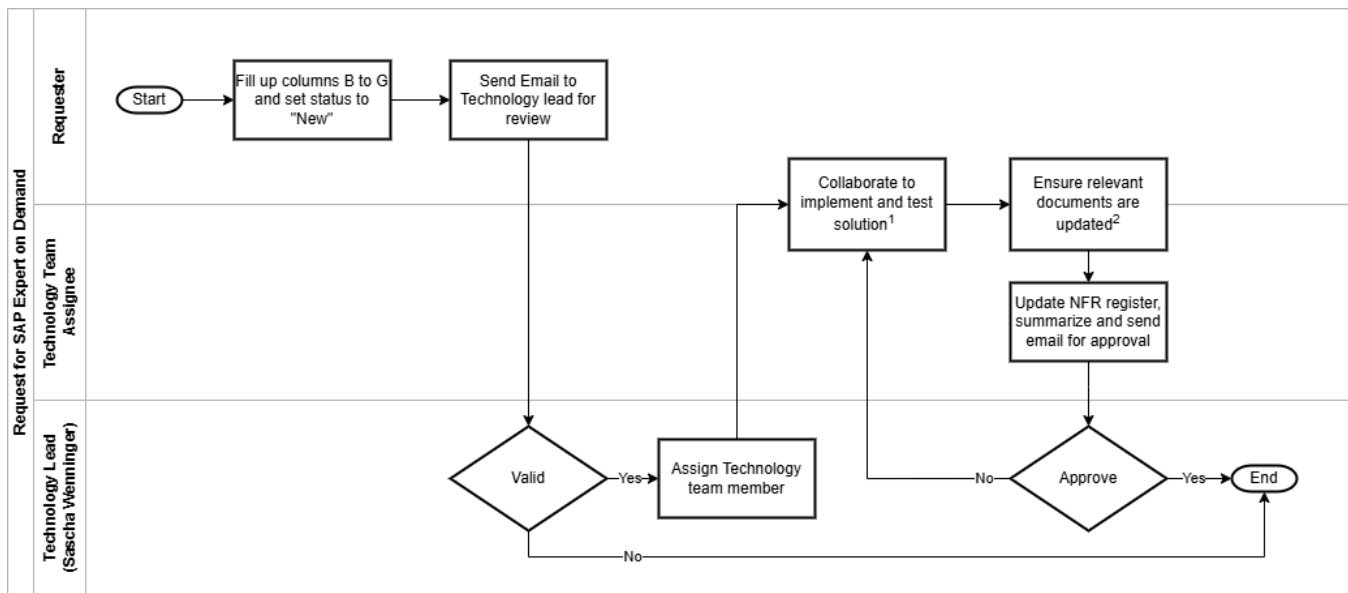 Request for SAP Expert on Demand
Requester
Start
Fill up columns B to G
and set status to
"New"
Send Email to
Technology lead for
review
Collaborate to
implement and test
solution¹
Ensure relevant
documents are
updated²
Technology Team
Assignee
Update NFR register,
summarize and send
email for approval
Technology Lead
(Sascha Wenninger)
Valid
Yes
Assign Technology
team member
No
Approve
Yes
End
No